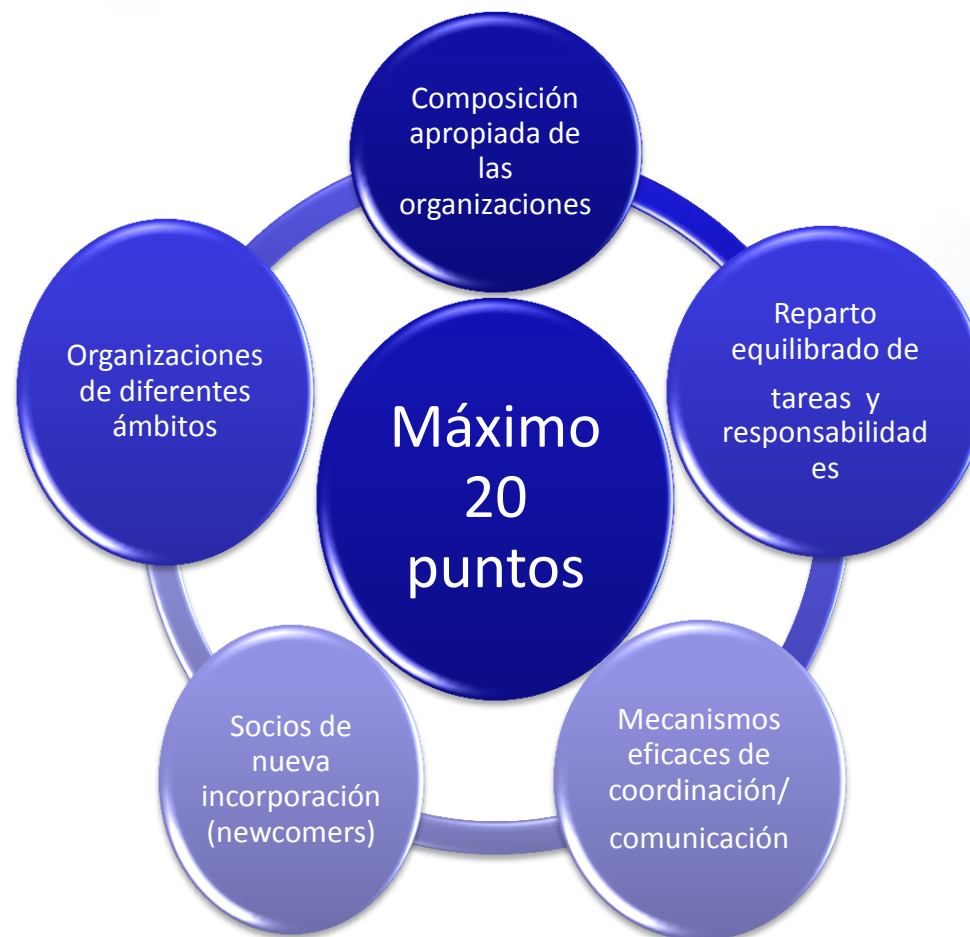 Composición
apropiada de
las
organizaciones
Reparto
equilibrado de
tareas y
responsabilidad
es
Mecanismos
eficaces de
coordinación/
comunicación
Socios de
nueva
incorporación
(newcomers)
Organizaciones
de diferentes
ámbitos
Máximo
20
puntos